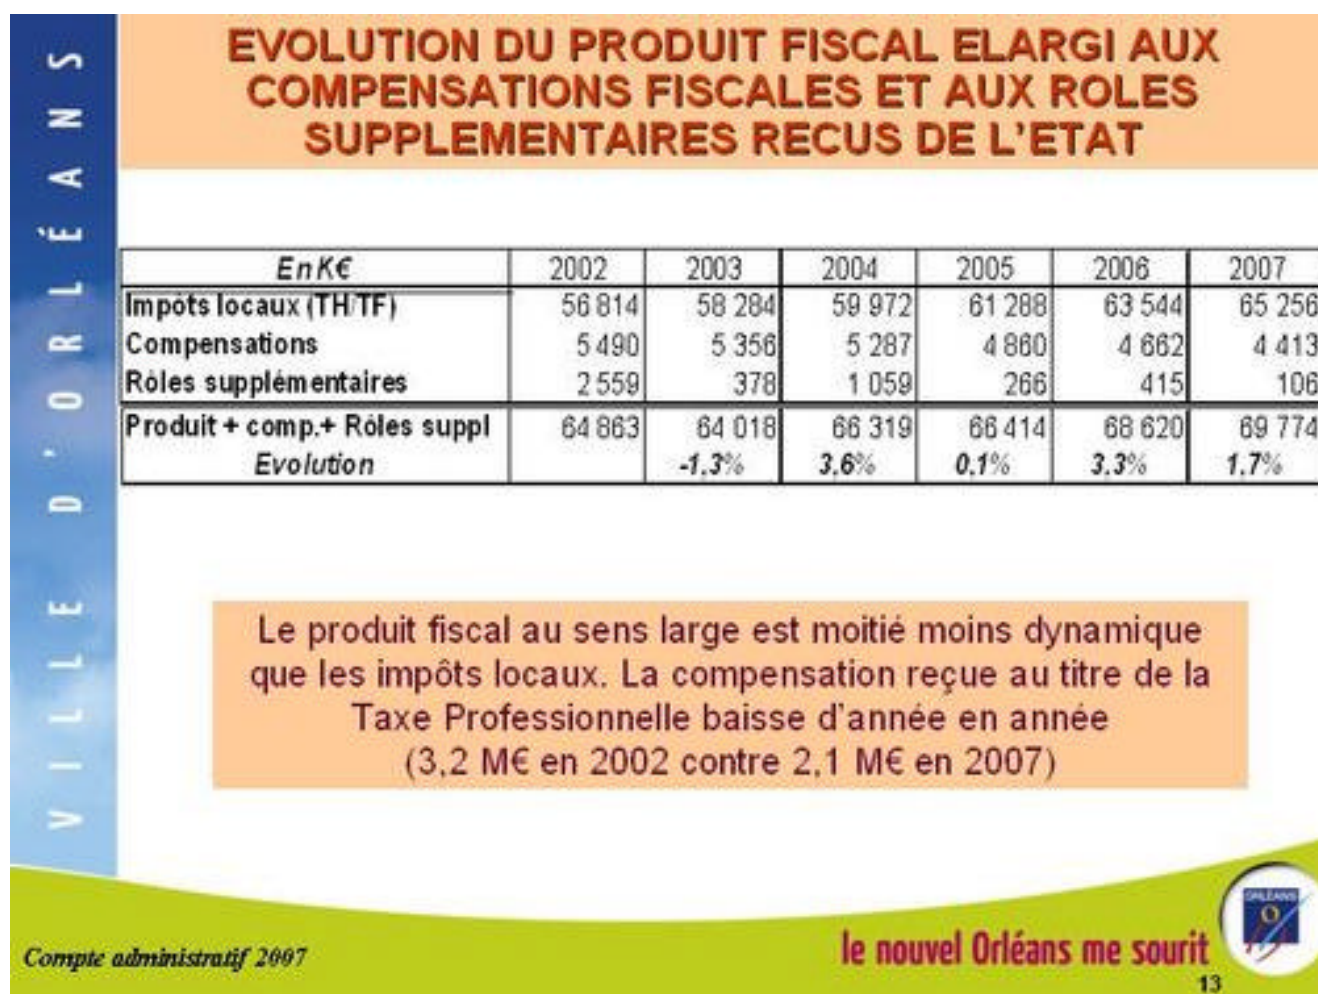 VILLE D'ORLÉANS
EVOLUTION DU PRODUIT FISCAL ELARGI AUX
COMPENSATIONS FISCALES ET AUX ROLES
SUPPLEMENTAIRES RECUS DE L'ETAT
En K€ 2002 2003 2004 2005 2006 2007
Impôts locaux (TH/TF) 56 814 58 284 59 972 61 288 63 544 65 256
Compensations 5 490 5 356 5 287 4 860 4 662 4 413
Rôles supplémentaires 2 559 378 1 059 266 415 106
Produit + comp.+ Rôles suppl 64 863 64 018 66 319 66 414 68 620 69 774
Evolution -1.3% 3.6% 0.1% 3.3% 1.7%
Le produit fiscal au sens large est moitié moins dynamique
que les impôts locaux. La compensation reçue au titre de la
Taxe Professionnelle baisse d'année en année
(3,2 M€ en 2002 contre 2,1 M€ en 2007)
ORLÉANS
Compte administratif 2007
le nouvel Orléans me sourit
13